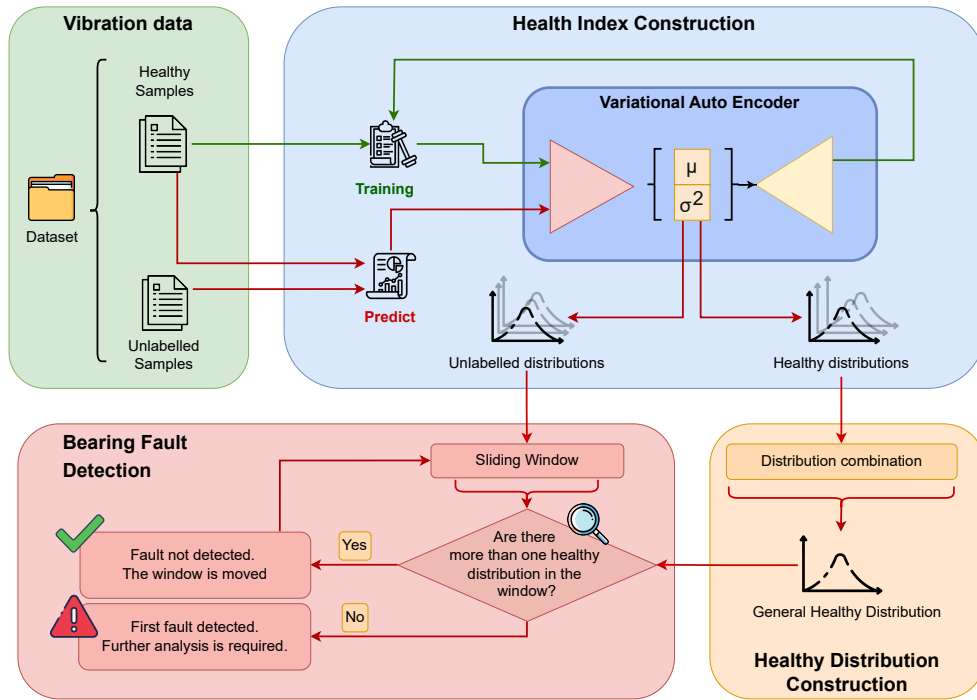 Vibration data
Healthy
Samples
Dataset
Unlabelled
Samples
Health Index Construction
Variational Auto Encoder
Training
μ
σ²
Predict
Unlabelled distributions
Healthy distributions
Bearing Fault
Detection
Sliding Window
Are there
more than one healthy
distribution in the
window?
Yes
Fault not detected.
The window is moved
No
First fault detected.
Further analysis is required.
Distribution combination
General Healthy Distribution
Healthy Distribution
Construction